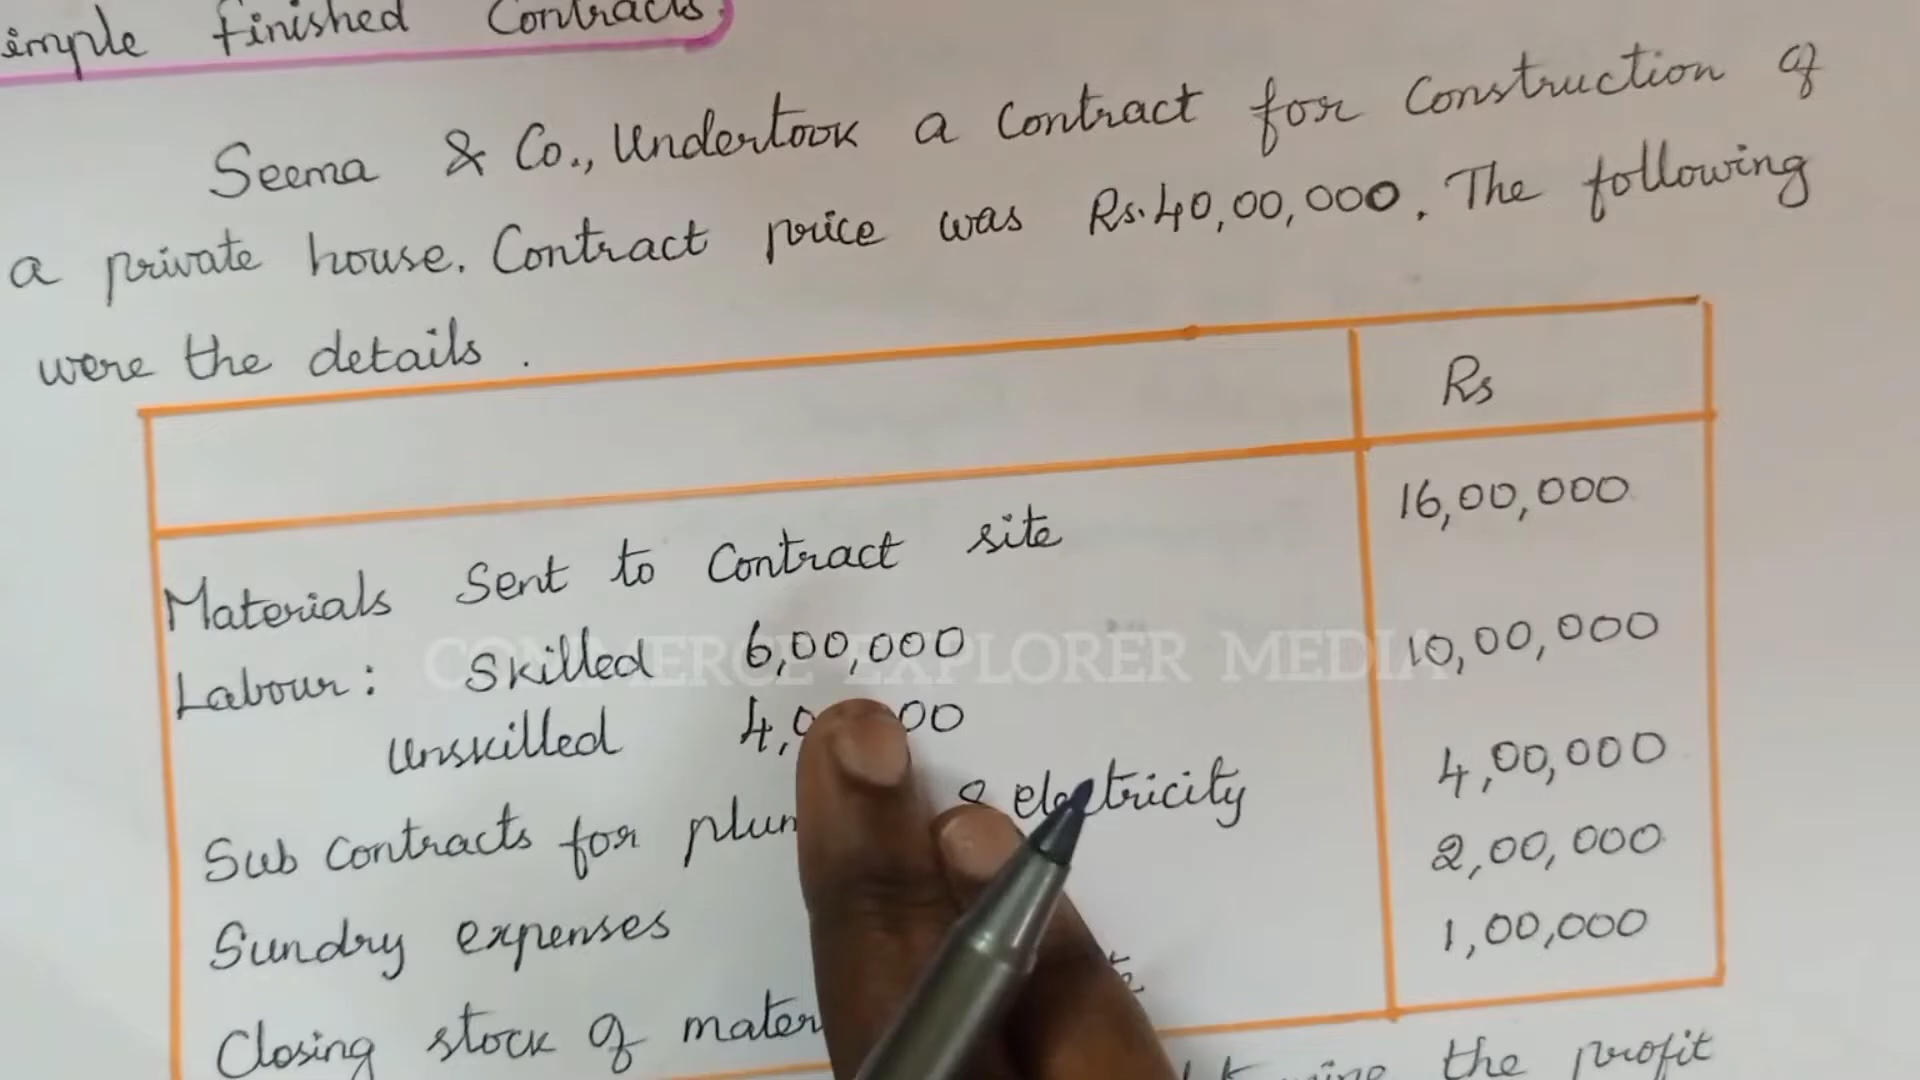 imple finished Contracts.
Seema & Co., Undertook a Contract for Construction of
a private house. Contract price was Rs.40,00,000. The following
were the details.
Rs
Materials Sent to Contract site 16,00,000
Labour: Skilled 6,00,000 10,00,000
Unskilled
Sub Contracts for & electricity 4,00,000
Sundry expenses 2,00,000
Closing stock of 1,00,000
the profit
COMMERCE EXPLORER MEDIA